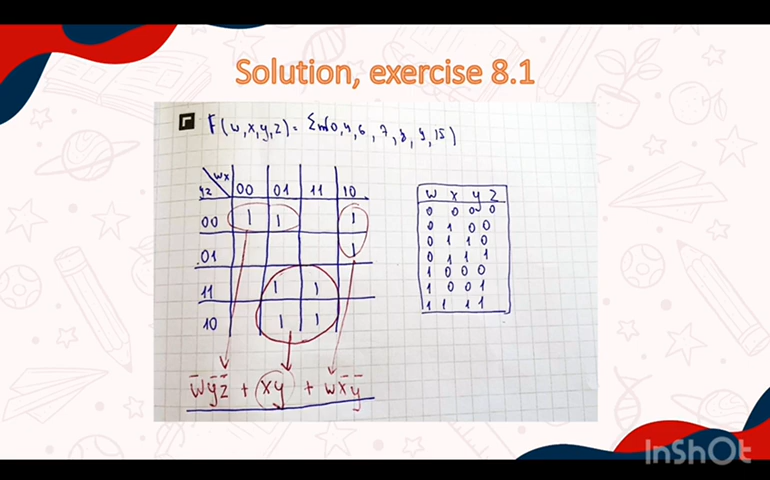 Solution, exercise 8.1
F(w,x,y,z) = Σm(0,4,6,7,8,9,15)
wx
yz 00 01 11 10
00 1 1 1
01 1
11 1 1
10 1 1
w̅y̅z̅ + xy + wx̅y̅
w x y z
0 0 0 0
0 1 0 0
0 1 1 0
0 1 1 1
1 0 0 0
1 0 0 1
1 1 1 1
InShOt